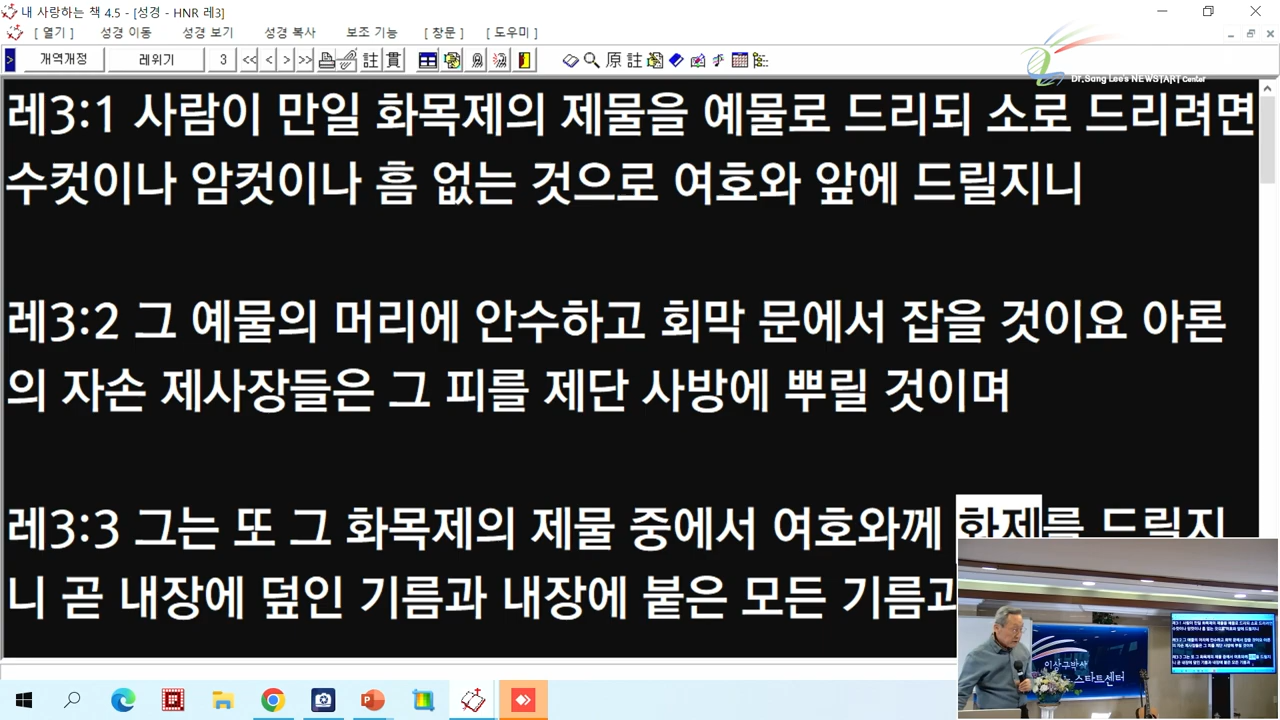 내 사랑하는 책 4.5 - [성경 - HNR 레3]
[ 열기 ] 성경 이동 성경 보기 성경 복사 보조 기능 [ 창문 ] [ 도우미 ]
개역개정 레위기 3 << < > >> 註 貫 原 註
Dr.Sang Lee's NEWSTART Center
레3:1 사람이 만일 화목제의 제물을 예물로 드리되 소로 드리려면
수컷이나 암컷이나 흠 없는 것으로 여호와 앞에 드릴지니
레3:2 그 예물의 머리에 안수하고 회막 문에서 잡을 것이요 아론
의 자손 제사장들은 그 피를 제단 사방에 뿌릴 것이며
레3:3 그는 또 그 화목제의 제물 중에서 여호와께 화제를 드릴지
니 곧 내장에 덮인 기름과 내장에 붙은 모든 기름과
이상구박사
스타트센터